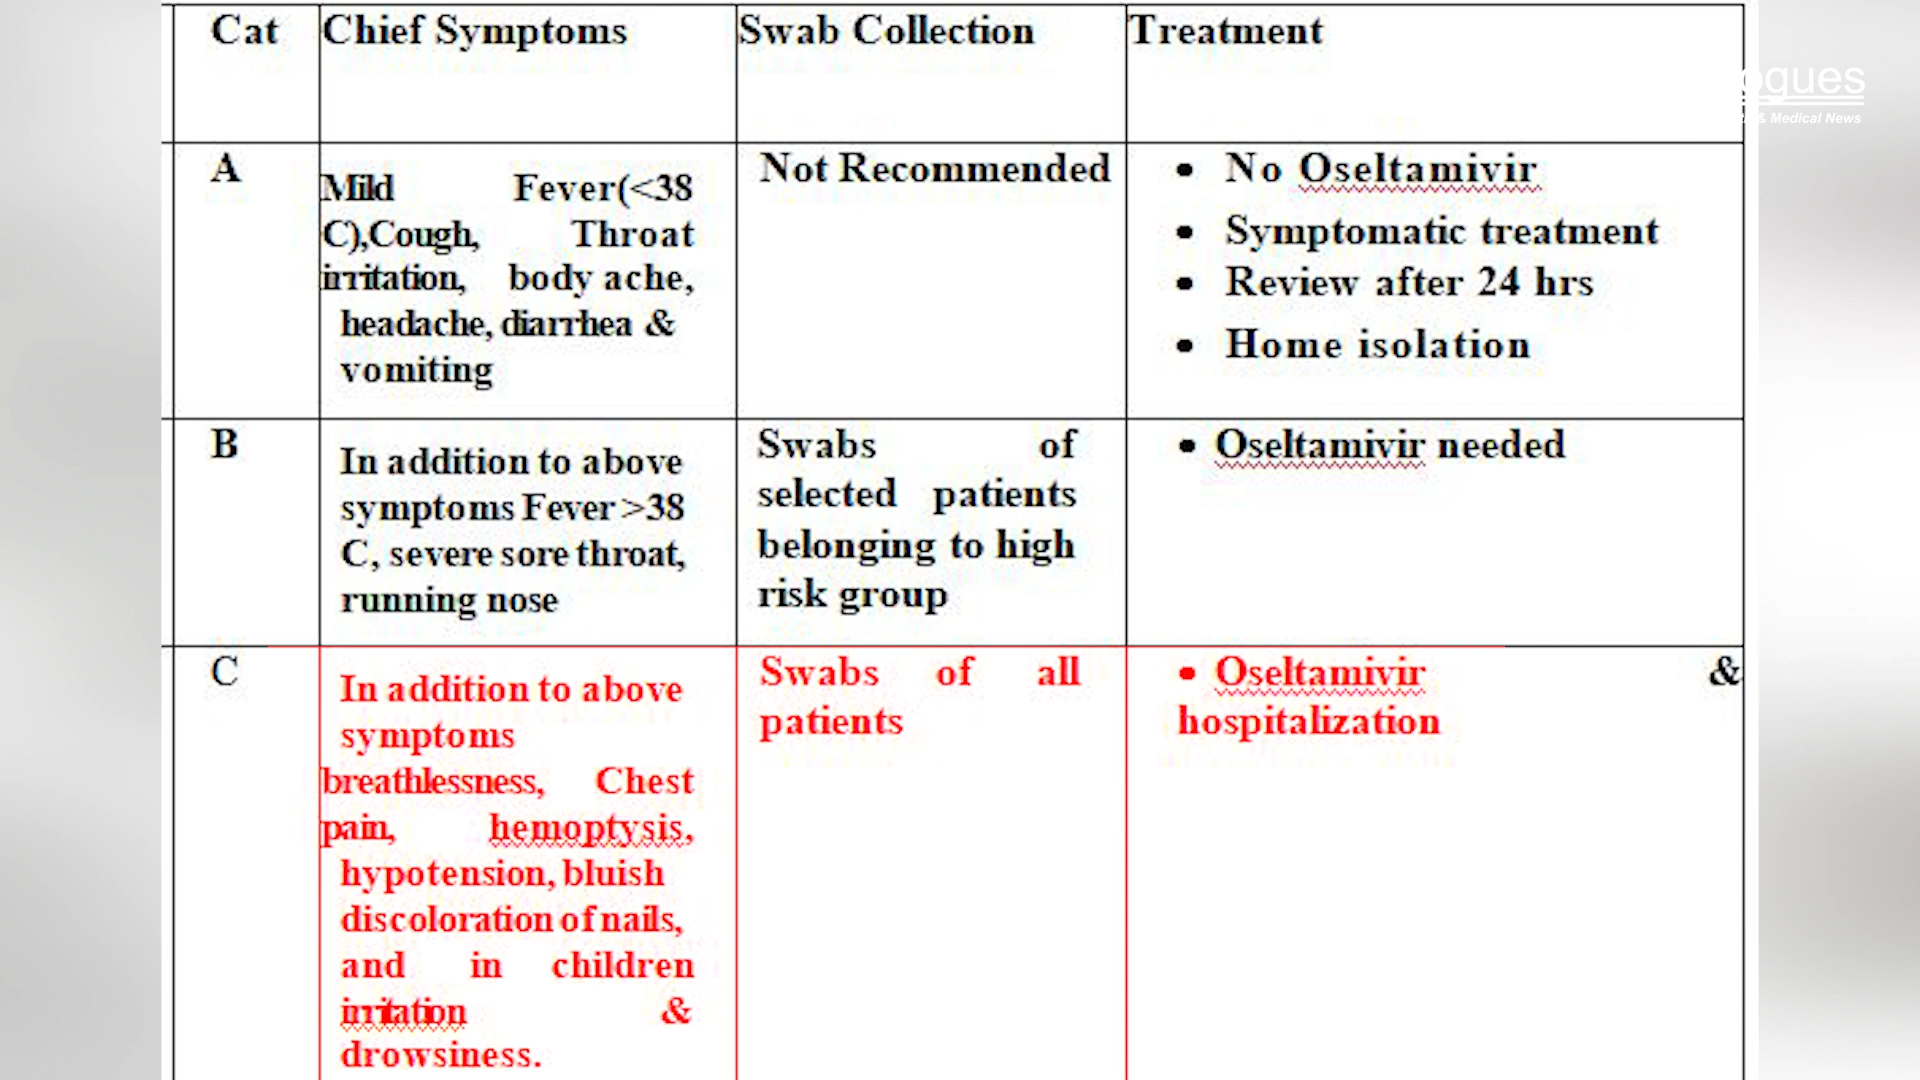 Cat Chief Symptoms Swab Collection Treatment
ogues
& Medical News
A
Mild Fever(<38
C),Cough, Throat
irritation, body ache,
headache, diarrhea &
vomiting
Not Recommended
• No Oseltamivir
• Symptomatic treatment
• Review after 24 hrs
• Home isolation
B
In addition to above
symptoms Fever >38
C, severe sore throat,
running nose
Swabs of
selected patients
belonging to high
risk group
• Oseltamivir needed
C
In addition to above
symptoms
breathlessness, Chest
pain, hemoptysis,
hypotension, bluish
discoloration of nails,
and in children
irritation &
drowsiness.
Swabs of all
patients
• Oseltamivir &
hospitalization